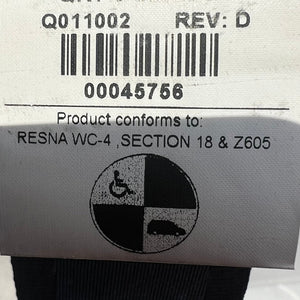 Q011002 REV: D
00045756
Product conforms to:
RESNA WC-4 ,SECTION 18 & Z605